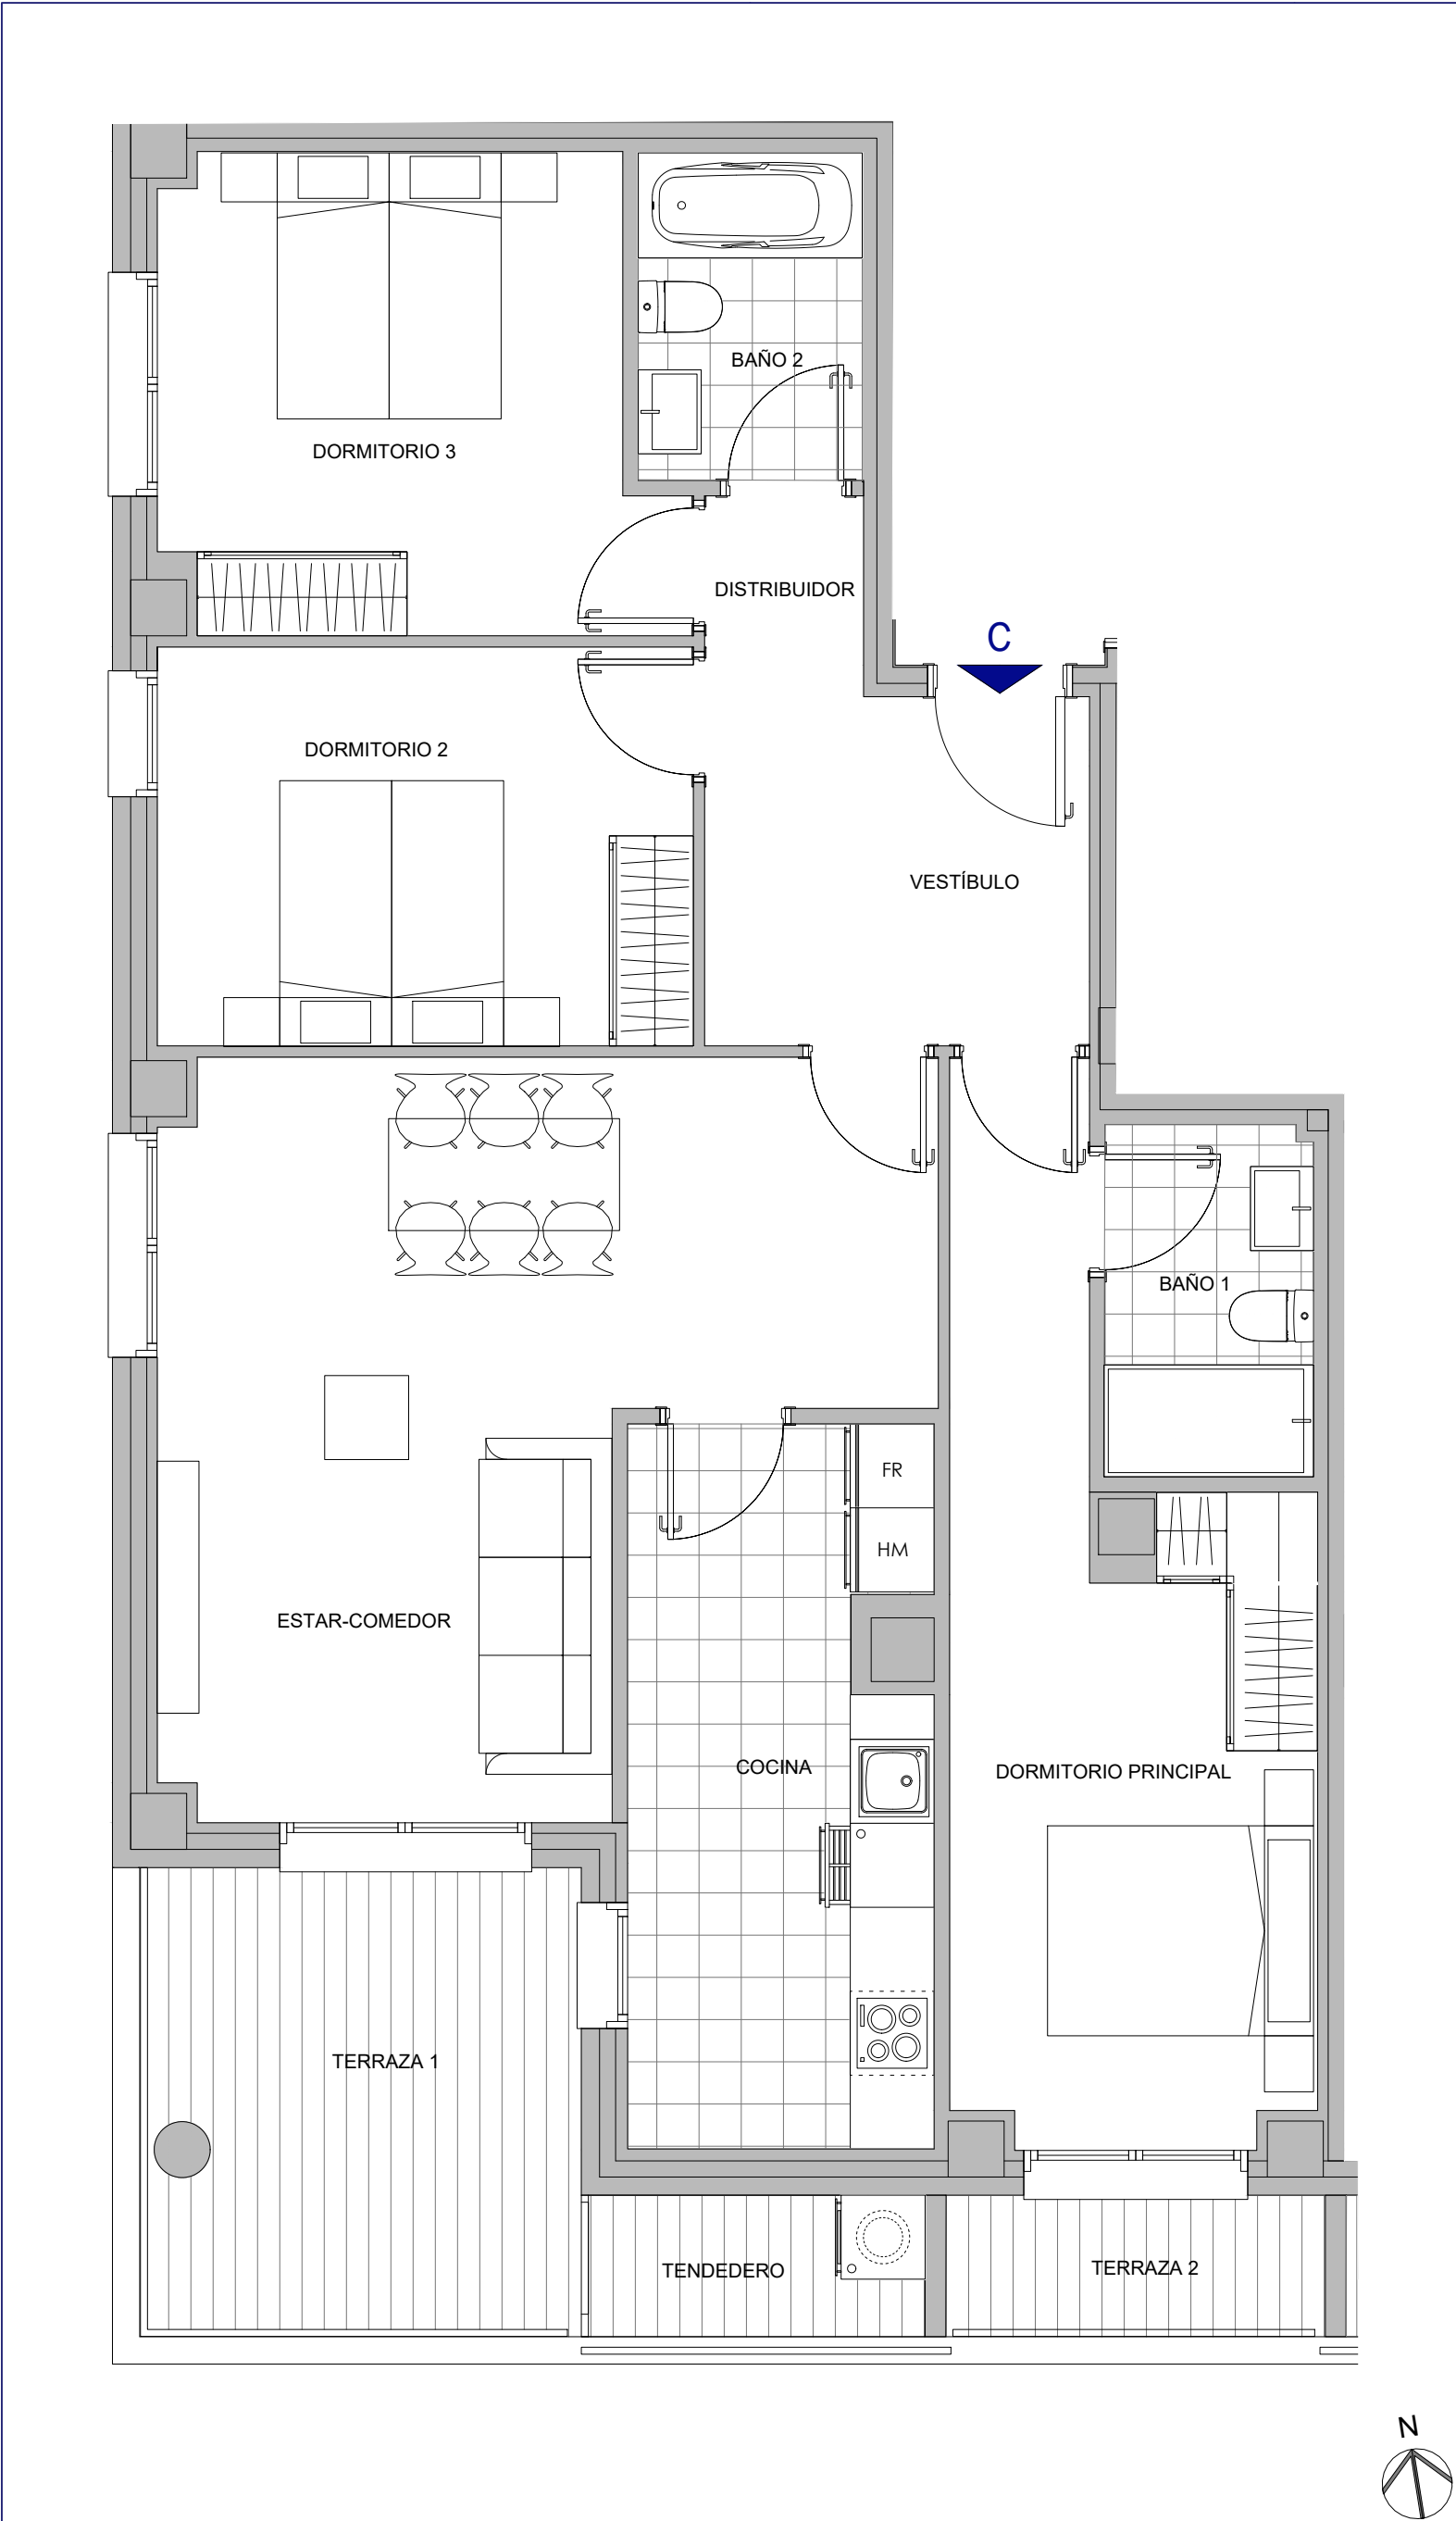 BAÑO 2
DORMITORIO 3
DISTRIBUIDOR
C
DORMITORIO 2
VESTÍBULO
BAÑO 1
FR
HM
ESTAR-COMEDOR
COCINA
DORMITORIO PRINCIPAL
TERRAZA 1
TENDEDERO
TERRAZA 2
N